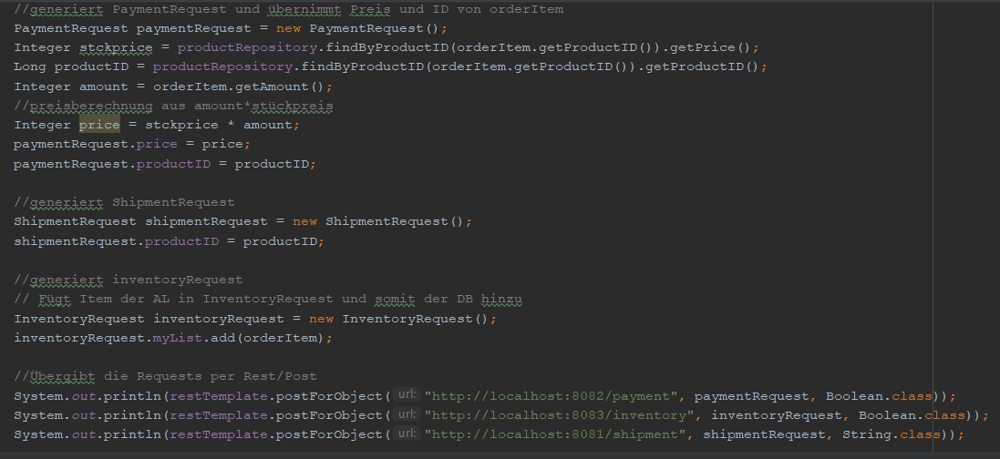 //generiert PaymentRequest und übernimmt Preis und ID von orderItem
PaymentRequest paymentRequest = new PaymentRequest();
Integer stckprice = productRepository.findByProductID(orderItem.getProductID()).getPrice();
Long productID = productRepository.findByProductID(orderItem.getProductID()).getProductID();
Integer amount = orderItem.getAmount();
//preisberechnung aus amount*stückpreis
Integer price = stckprice * amount;
paymentRequest.price = price;
paymentRequest.productID = productID;
//generiert ShipmentRequest
ShipmentRequest shipmentRequest = new ShipmentRequest();
shipmentRequest.productID = productID;
//generiert inventoryRequest
// Fügt Item der AL in InventoryRequest und somit der DB hinzu
InventoryRequest inventoryRequest = new InventoryRequest();
inventoryRequest.myList.add(orderItem);
//Übergibt die Requests per Rest/Post
System.out.println(restTemplate.postForObject( url: "http://localhost:8082/payment", paymentRequest, Boolean.class));
System.out.println(restTemplate.postForObject( url: "http://localhost:8083/inventory", inventoryRequest, Boolean.class));
System.out.println(restTemplate.postForObject( url: "http://localhost:8081/shipment", shipmentRequest, String.class));